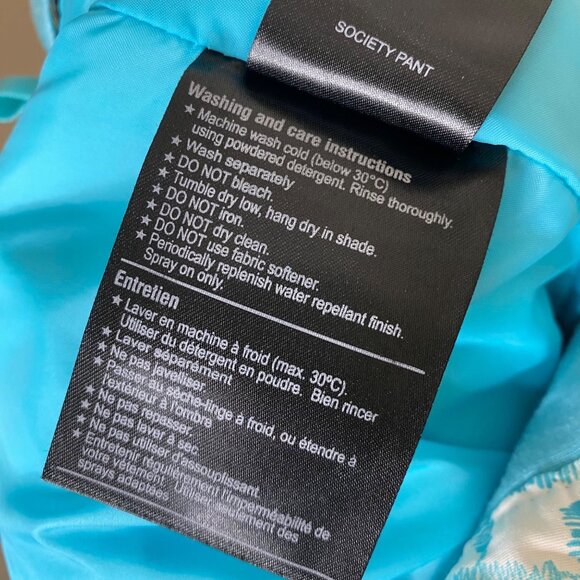 SOCIETY PANT
Washing and care instructions
★ Machine wash cold (below 30°C)
using powdered detergent. Rinse thoroughly.
★ Wash separately
★ DO NOT bleach.
Tumble dry low, hang dry in shade.
★ DO NOT iron.
★ DO NOT dry clean.
★ DO NOT use fabric softener.
★ Periodically replenish water repellant finish.
Spray on only.
Entretien
★ Laver en machine à froid (max. 30ºC).
Utiliser du détergent en poudre. Bien rincer
★ Laver séparément
★ Ne pas javelliser.
★ Passer au sèche-linge à froid, ou étendre à
l'extérieur à l'ombre
★ Ne pas repasser.
★ Ne pas laver à sec.
★ Ne pas utiliser d'assouplissant
★ Entretenir régulièrement l'imperméabilité de
votre vêtement. Utiliser seulement des
sprays adaptées